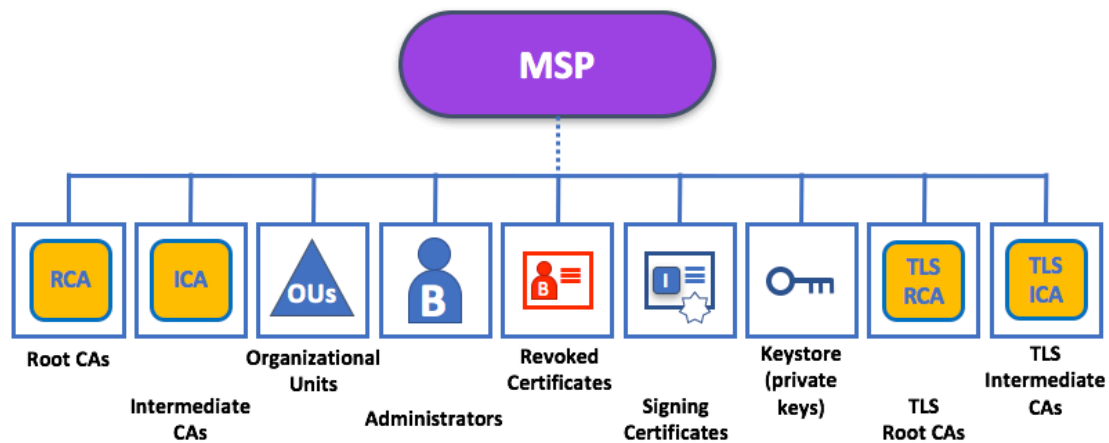 MSP
RCA
ICA
OUs
B
B
I
TLS
RCA
TLS
ICA
Root CAs
Intermediate
CAs
Organizational
Units
Administrators
Revoked
Certificates
Signing
Certificates
Keystore
(private
keys)
TLS
Root CAs
TLS
Intermediate
CAs